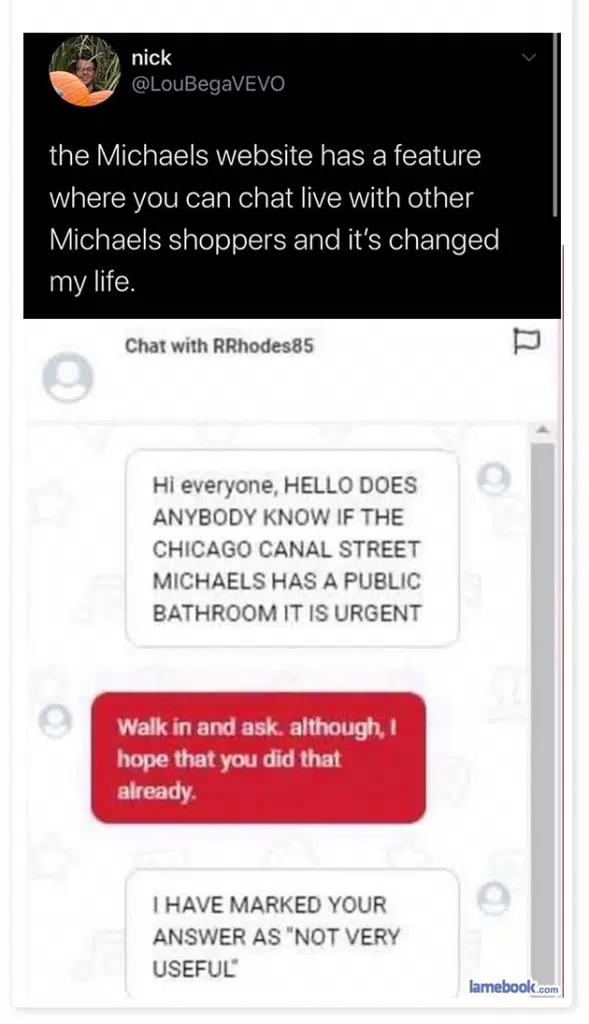 nick
@LouBegaVEVO
the Michaels website has a feature
where you can chat live with other
Michaels shoppers and it's changed
my life.
Chat with RRhodes85
Hi everyone, HELLO DOES
ANYBODY KNOW IF THE
CHICAGO CANAL STREET
MICHAELS HAS A PUBLIC
BATHROOM IT IS URGENT
Walk in and ask. although, I
hope that you did that
already.
I HAVE MARKED YOUR
ANSWER AS "NOT VERY
USEFUL"
lamebook.com